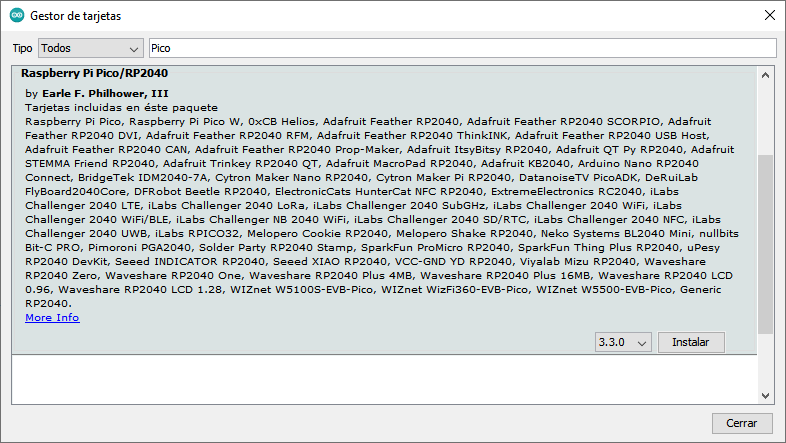 Gestor de tarjetas
Tipo Todos Pico
Raspberry Pi Pico/RP2040
by Earle F. Philhower, III
Tarjetas incluidas en éste paquete
Raspberry Pi Pico, Raspberry Pi Pico W, 0xCB Helios, Adafruit Feather RP2040, Adafruit Feather RP2040 SCORPIO, Adafruit
Feather RP2040 DVI, Adafruit Feather RP2040 RFM, Adafruit Feather RP2040 ThinkINK, Adafruit Feather RP2040 USB Host,
Adafruit Feather RP2040 CAN, Adafruit Feather RP2040 Prop-Maker, Adafruit ItsyBitsy RP2040, Adafruit QT Py RP2040, Adafruit
STEMMA Friend RP2040, Adafruit Trinkey RP2040 QT, Adafruit MacroPad RP2040, Adafruit KB2040, Arduino Nano RP2040
Connect, BridgeTek IDM2040-7A, Cytron Maker Nano RP2040, Cytron Maker Pi RP2040, DatanoiseTV PicoADK, DeRuiLab
FlyBoard2040Core, DFRobot Beetle RP2040, ElectronicCats HunterCat NFC RP2040, ExtremeElectronics RC2040, iLabs
Challenger 2040 LTE, iLabs Challenger 2040 LoRa, iLabs Challenger 2040 SubGHz, iLabs Challenger 2040 WiFi, iLabs
Challenger 2040 WiFi/BLE, iLabs Challenger NB 2040 WiFi, iLabs Challenger 2040 SD/RTC, iLabs Challenger 2040 NFC, iLabs
Challenger 2040 UWB, iLabs RPICO32, Melopero Cookie RP2040, Melopero Shake RP2040, Neko Systems BL2040 Mini, nullbits
Bit-C PRO, Pimoroni PGA2040, Solder Party RP2040 Stamp, SparkFun ProMicro RP2040, SparkFun Thing Plus RP2040, uPesy
RP2040 DevKit, Seeed INDICATOR RP2040, Seeed XIAO RP2040, VCC-GND YD RP2040, Viyalab Mizu RP2040, Waveshare
RP2040 Zero, Waveshare RP2040 One, Waveshare RP2040 Plus 4MB, Waveshare RP2040 Plus 16MB, Waveshare RP2040 LCD
0.96, Waveshare RP2040 LCD 1.28, WIZnet W5100S-EVB-Pico, WIZnet WizFi360-EVB-Pico, WIZnet W5500-EVB-Pico, Generic
RP2040.
More Info
3.3.0 Instalar
Cerrar